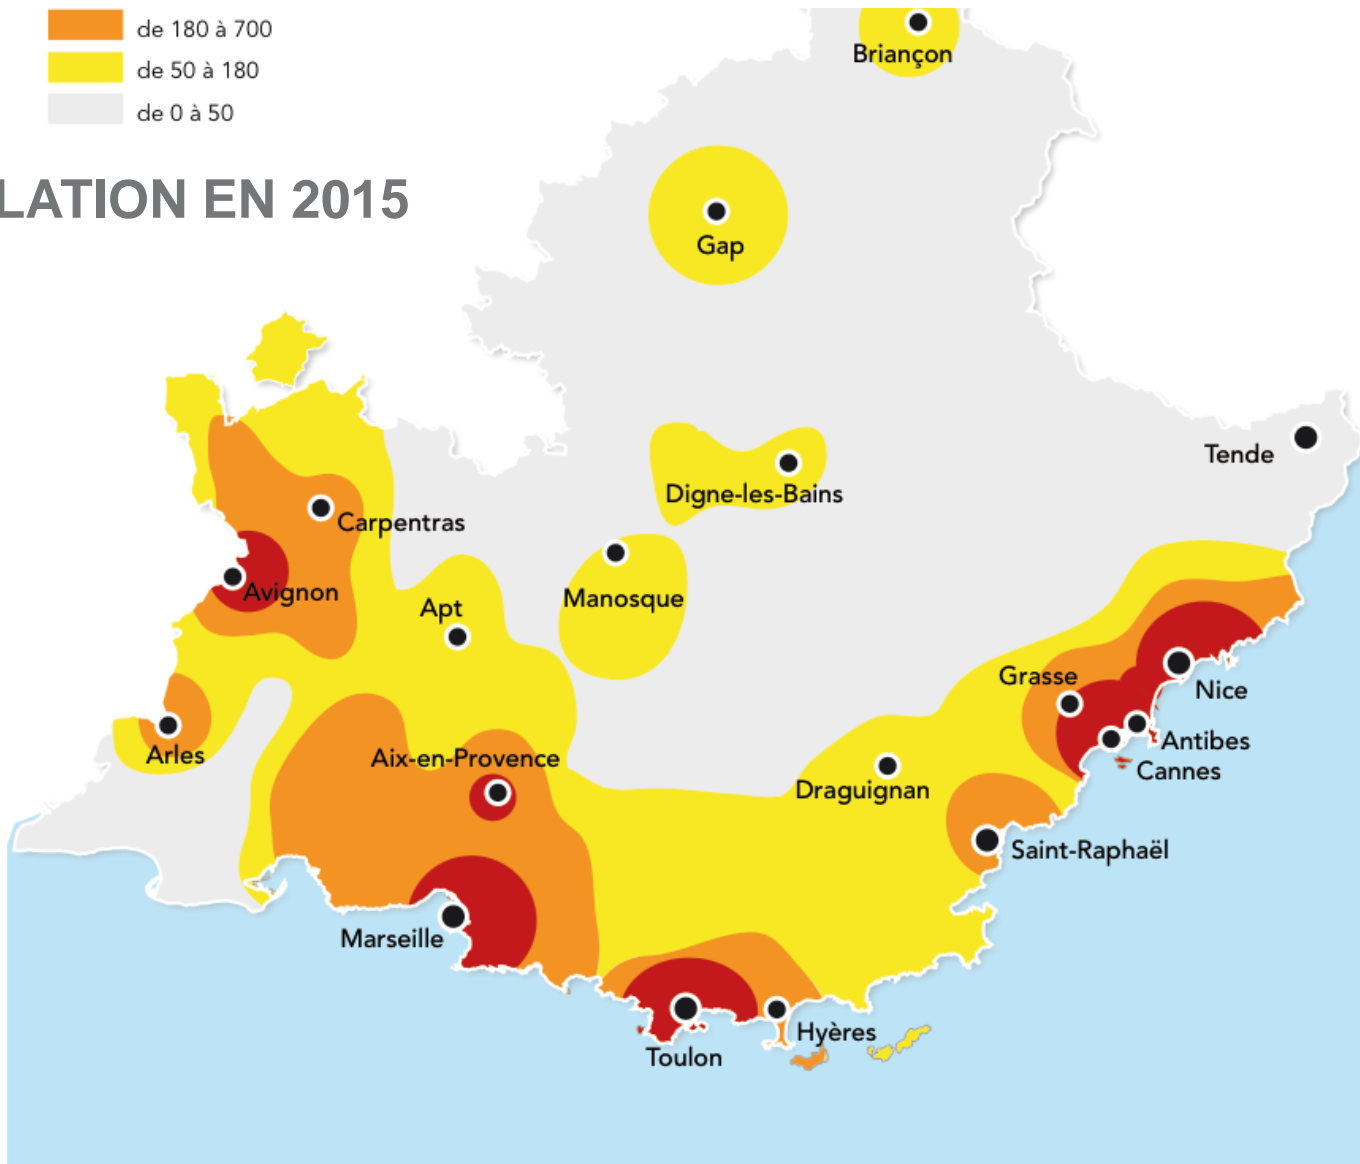 de 180 à 700
de 50 à 180
de 0 à 50
LATION EN 2015
Briançon
Gap
Tende
Digne-les-Bains
Carpentras
Avignon
Manosque
Apt
Grasse
Nice
Arles
Antibes
Aix-en-Provence
Cannes
Draguignan
Saint-Raphaël
Marseille
Hyères
Toulon